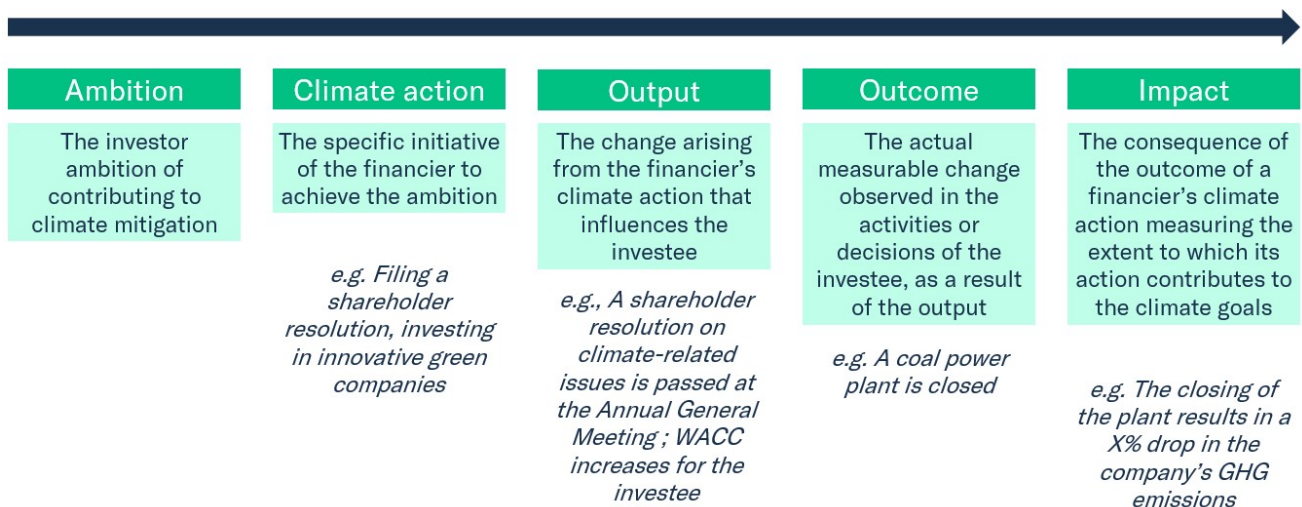 Ambition
The investor
ambition of
contributing to
climate mitigation
Climate action
The specific initiative
of the financier to
achieve the ambition
e.g. Filing a
shareholder
resolution, investing
in innovative green
companies
Output
The change arising
from the financier's
climate action that
influences the
investee
e.g., A shareholder
resolution on
climate-related
issues is passed at
the Annual General
Meeting ; WACC
increases for the
investee
Outcome
The actual
measurable change
observed in the
activities or
decisions of the
investee, as a result
of the output
e.g. A coal power
plant is closed
Impact
The consequence of
the outcome of a
financier's climate
action measuring the
extent to which its
action contributes to
the climate goals
e.g. The closing of
the plant results in a
X% drop in the
company's GHG
emissions